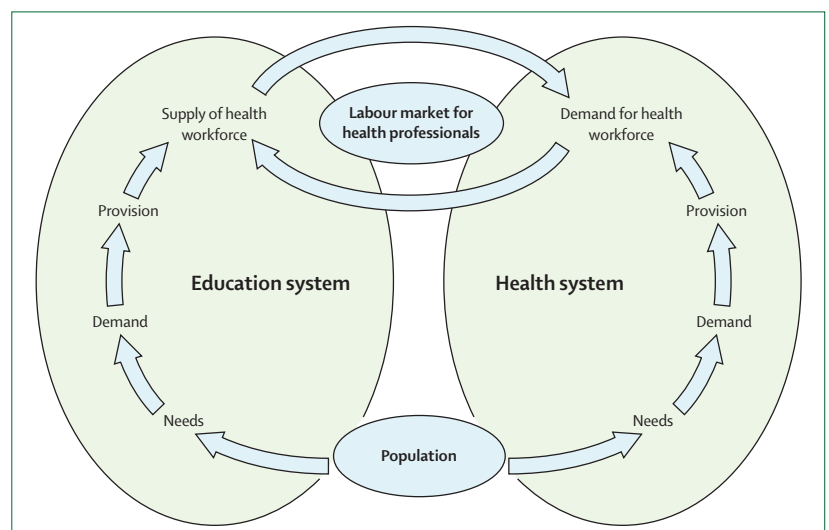 Supply of health
workforce
Labour market for
health professionals
Demand for health
workforce
Provision
Provision
Education system
Health system
Demand
Demand
Needs
Needs
Population